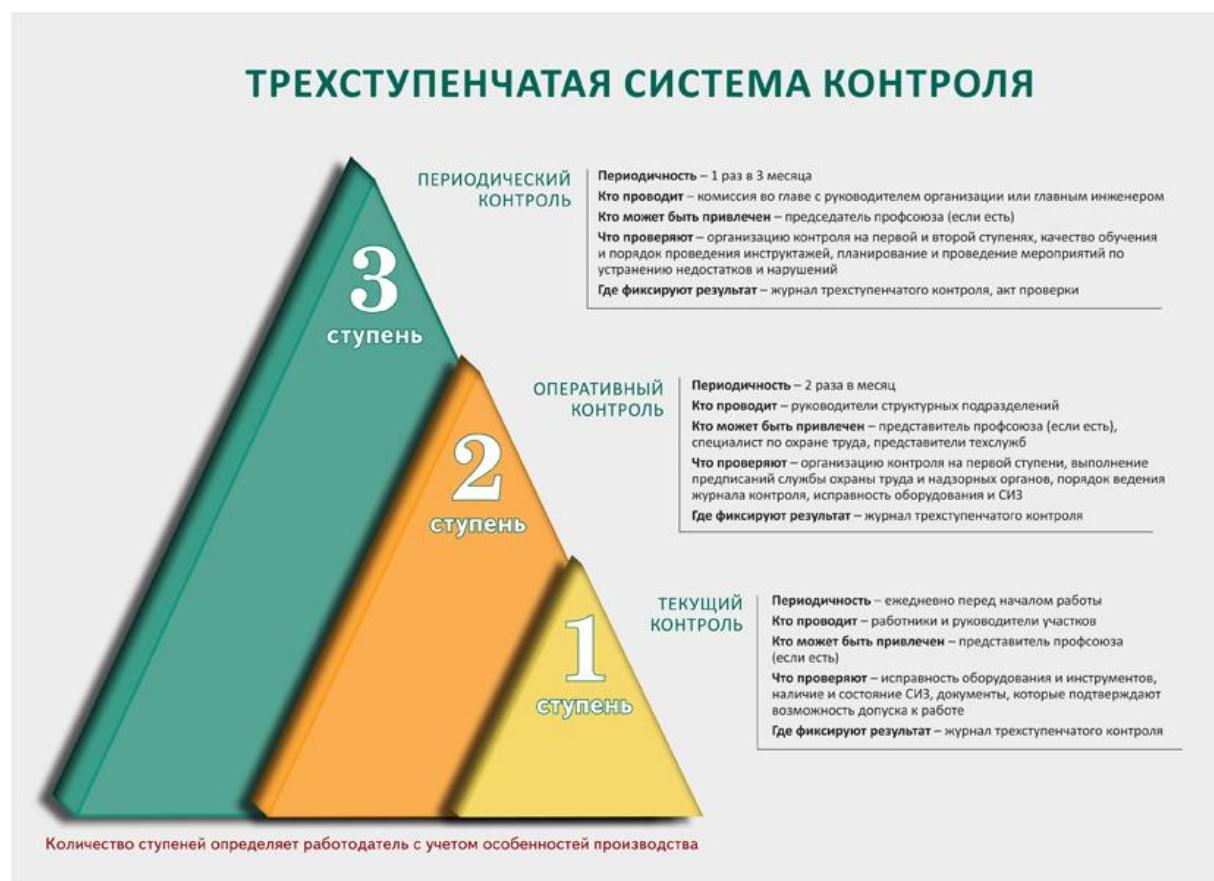 ТРЕХСТУПЕНЧАТАЯ СИСТЕМА КОНТРОЛЯ
ПЕРИОДИЧЕСКИЙ
КОНТРОЛЬ
Периодичность – 1 раз в 3 месяца
Кто проводит – комиссия во главе с руководителем организации или главным инженером
Кто может быть привлечен – председатель профсоюза (если есть)
Что проверяют – организацию контроля на первой и второй ступенях, качество обучения
и порядок проведения инструктажей, планирование и проведение мероприятий по
устранению недостатков и нарушений
Где фиксируют результат – журнал трехступенчатого контроля, акт проверки
3
ступень
ОПЕРАТИВНЫЙ
КОНТРОЛЬ
Периодичность – 2 раза в месяц
Кто проводит – руководители структурных подразделений
Кто может быть привлечен – представитель профсоюза (если есть),
специалист по охране труда, представители техслужб
Что проверяют – организацию контроля на первой ступени, выполнение
предписаний службы охраны труда и надзорных органов, порядок ведения
журнала контроля, исправность оборудования и СИЗ
Где фиксируют результат – журнал трехступенчатого контроля
2
ступень
ТЕКУЩИЙ
КОНТРОЛЬ
Периодичность – ежедневно перед началом работы
Кто проводит – работники и руководители участков
Кто может быть привлечен – представитель профсоюза
(если есть)
Что проверяют – исправность оборудования и инструментов,
наличие и состояние СИЗ, документы, которые подтверждают
возможность допуска к работе
Где фиксируют результат – журнал трехступенчатого контроля
1
ступень
Количество ступеней определяет работодатель с учетом особенностей производства